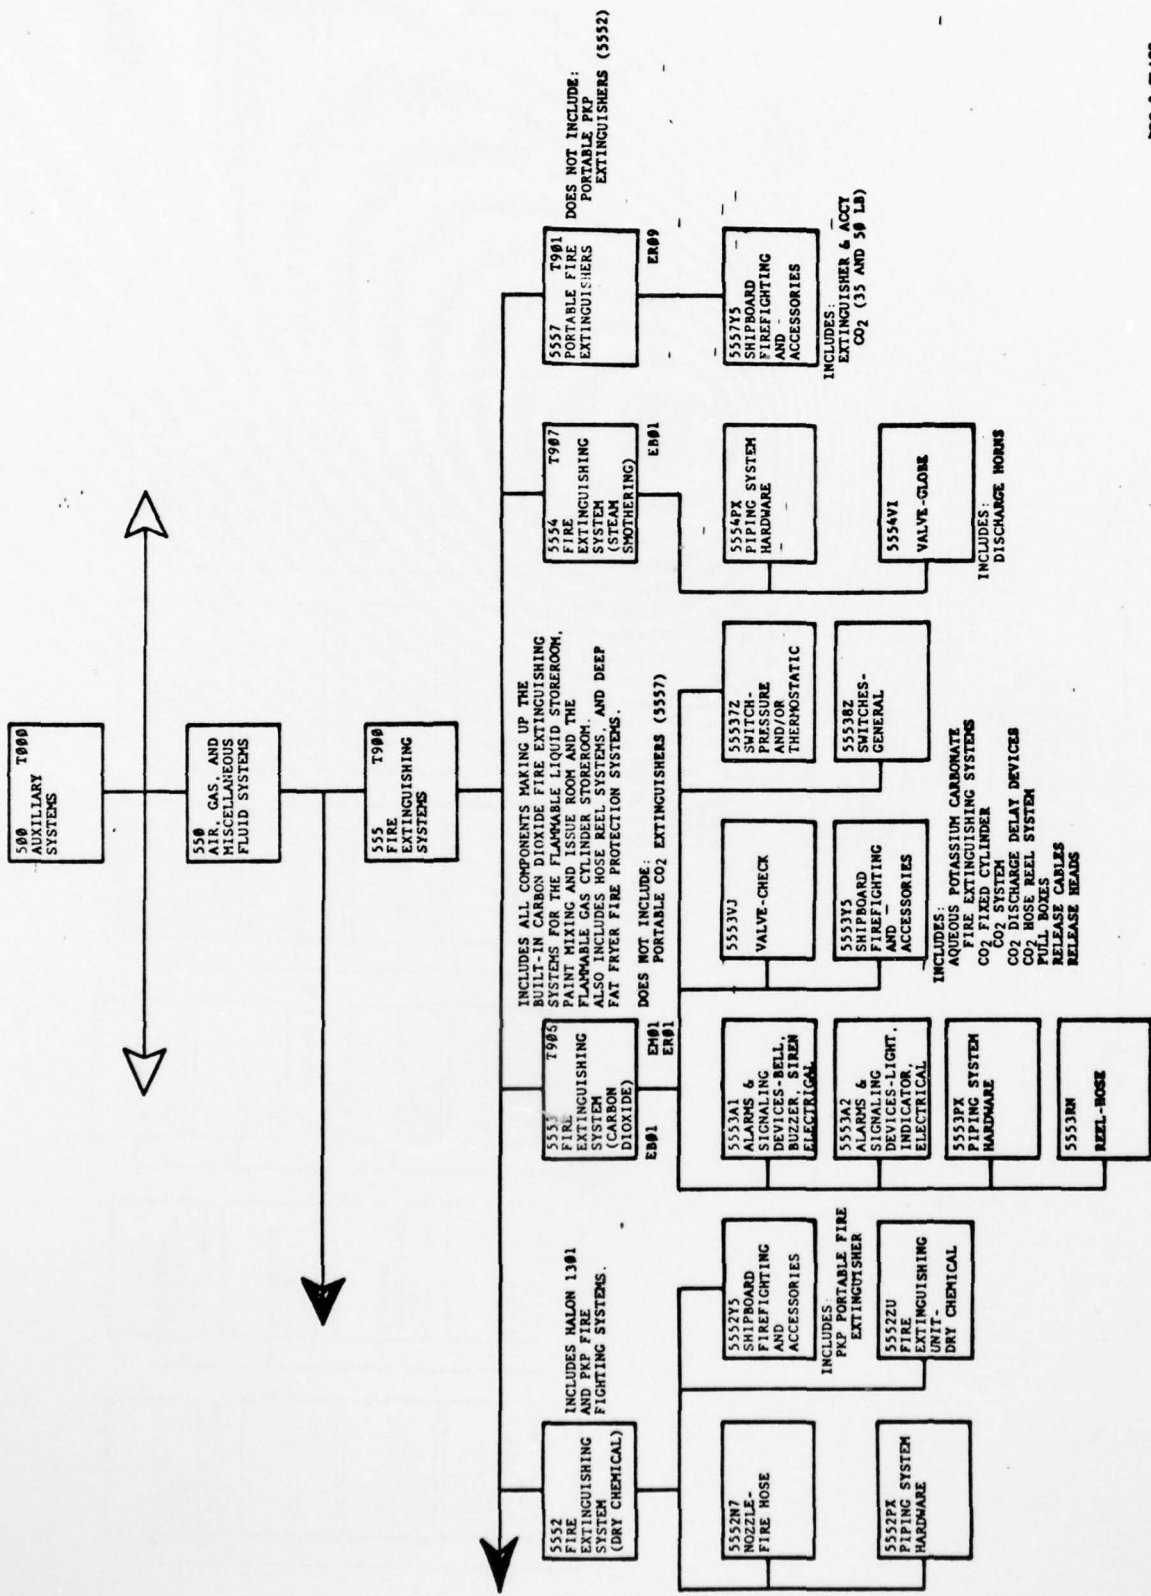 500 T000
AUXILIARY
SYSTEMS
550
AIR, GAS, AND
MISCELLANEOUS
FLUID SYSTEMS
555 T900
FIRE
EXTINGUISHING
SYSTEMS
5552
FIRE
EXTINGUISHING
SYSTEM
(DRY CHEMICAL)
INCLUDES HALON 1301
AND PKP FIRE
FIGHTING SYSTEMS.
5552N7
NOZZLE-
FIRE HOSE
5552PX
PIPING SYSTEM
HARDWARE
5552Y5
SHIPBOARD
FIREFIGHTING
AND
ACCESSORIES
INCLUDES:
PKP PORTABLE FIRE
EXTINGUISHER
5552ZU
FIRE
EXTINGUISHING
UNIT-
DRY CHEMICAL
5553 T905
FIRE
EXTINGUISHING
SYSTEM
(CARBON
DIOXIDE)
EB01 EM01
ER01
INCLUDES ALL COMPONENTS MAKING UP THE
BUILT-IN CARBON DIOXIDE FIRE EXTINGUISHING
SYSTEMS FOR THE FLAMMABLE LIQUID STOREROOM,
PAINT MIXING AND ISSUE ROOM AND THE
FLAMMABLE GAS CYLINDER STOREROOM.
ALSO INCLUDES HOSE REEL SYSTEMS, AND DEEP
FAT FRYER FIRE PROTECTION SYSTEMS.
DOES NOT INCLUDE:
PORTABLE CO2 EXTINGUISHERS (5557)
5553A1
ALARMS &
SIGNALING
DEVICES-BELL,
BUZZER, SIREN
ELECTRICAL
5553A2
ALARMS &
SIGNALING
DEVICES-LIGHT,
INDICATOR,
ELECTRICAL
5553PX
PIPING SYSTEM
HARDWARE
5553RN
REEL-HOSE
5553VJ
VALVE-CHECK
5553Y5
SHIPBOARD
FIREFIGHTING
AND
ACCESSORIES
INCLUDES:
AQUEOUS POTASSIUM CARBONATE
FIRE EXTINGUISHING SYSTEMS
CO2 FIXED CYLINDER
CO2 SYSTEM
CO2 DISCHARGE DELAY DEVICES
CO2 HOSE REEL SYSTEM
PULL BOXES
RELEASE CABLES
RELEASE HEADS
55537Z
SWITCH-
PRESSURE
AND/OR
THERMOSTATIC
55538Z
SWITCHES-
GENERAL
5554 T907
FIRE
EXTINGUISHING
SYSTEM
(STEAM
SMOTHERING)
EB01
5554PX
PIPING SYSTEM
HARDWARE
5554VI
VALVE-GLOBE
INCLUDES:
DISCHARGE HORNS
5557 T901
PORTABLE FIRE
EXTINGUISHERS
ER09
DOES NOT INCLUDE:
PORTABLE PKP
EXTINGUISHERS (5552)
5557Y5
SHIPBOARD
FIREFIGHTING
AND
ACCESSORIES
INCLUDES:
EXTINGUISHER & ACCY
CO2 (35 AND 50 LB)